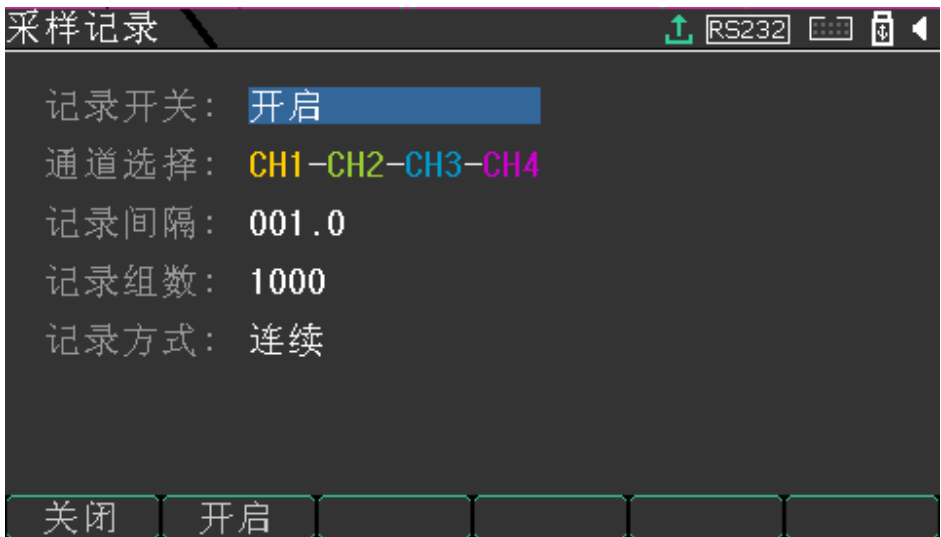 采样记录 RS232
记录开关: 开启
通道选择: CH1-CH2-CH3-CH4
记录间隔: 001.0
记录组数: 1000
记录方式: 连续
关闭 开启